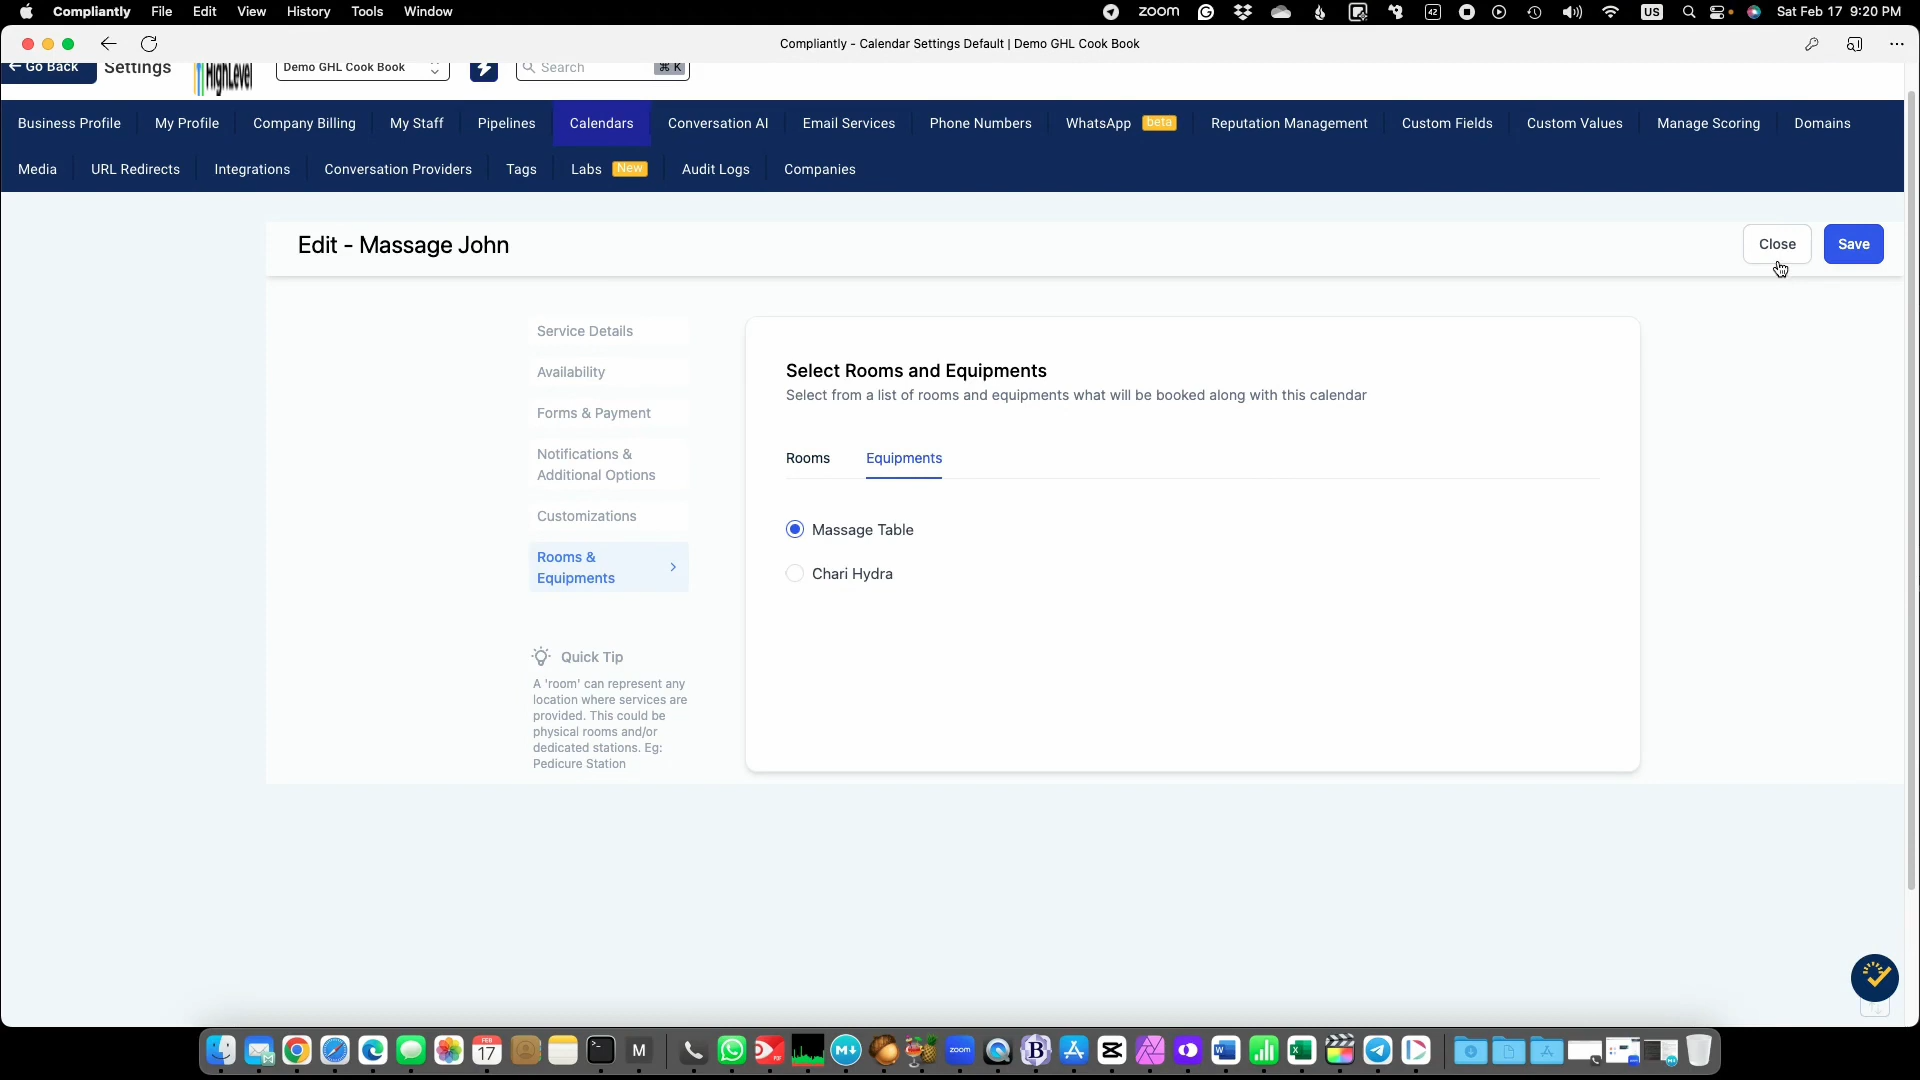 Compliantly File Edit View History Tools Window
zoom 42 US Sat Feb 17 9:20 PM
Compliantly - Calendar Settings Default | Demo GHL Cook Book
← Go Back Settings HighLevel Demo GHL Cook Book Search ⌘ K
Business Profile My Profile Company Billing My Staff Pipelines Calendars Conversation AI Email Services Phone Numbers WhatsApp beta Reputation Management Custom Fields Custom Values Manage Scoring Domains
Media URL Redirects Integrations Conversation Providers Tags Labs New Audit Logs Companies
Edit - Massage John
Close Save
Service Details
Availability
Forms & Payment
Notifications &
Additional Options
Customizations
Rooms &
Equipments
Quick Tip
A 'room' can represent any
location where services are
provided. This could be
physical rooms and/or
dedicated stations. Eg:
Pedicure Station
Select Rooms and Equipments
Select from a list of rooms and equipments what will be booked along with this calendar
Rooms Equipments
Massage Table
Chari Hydra
FEB
17
M
zoom